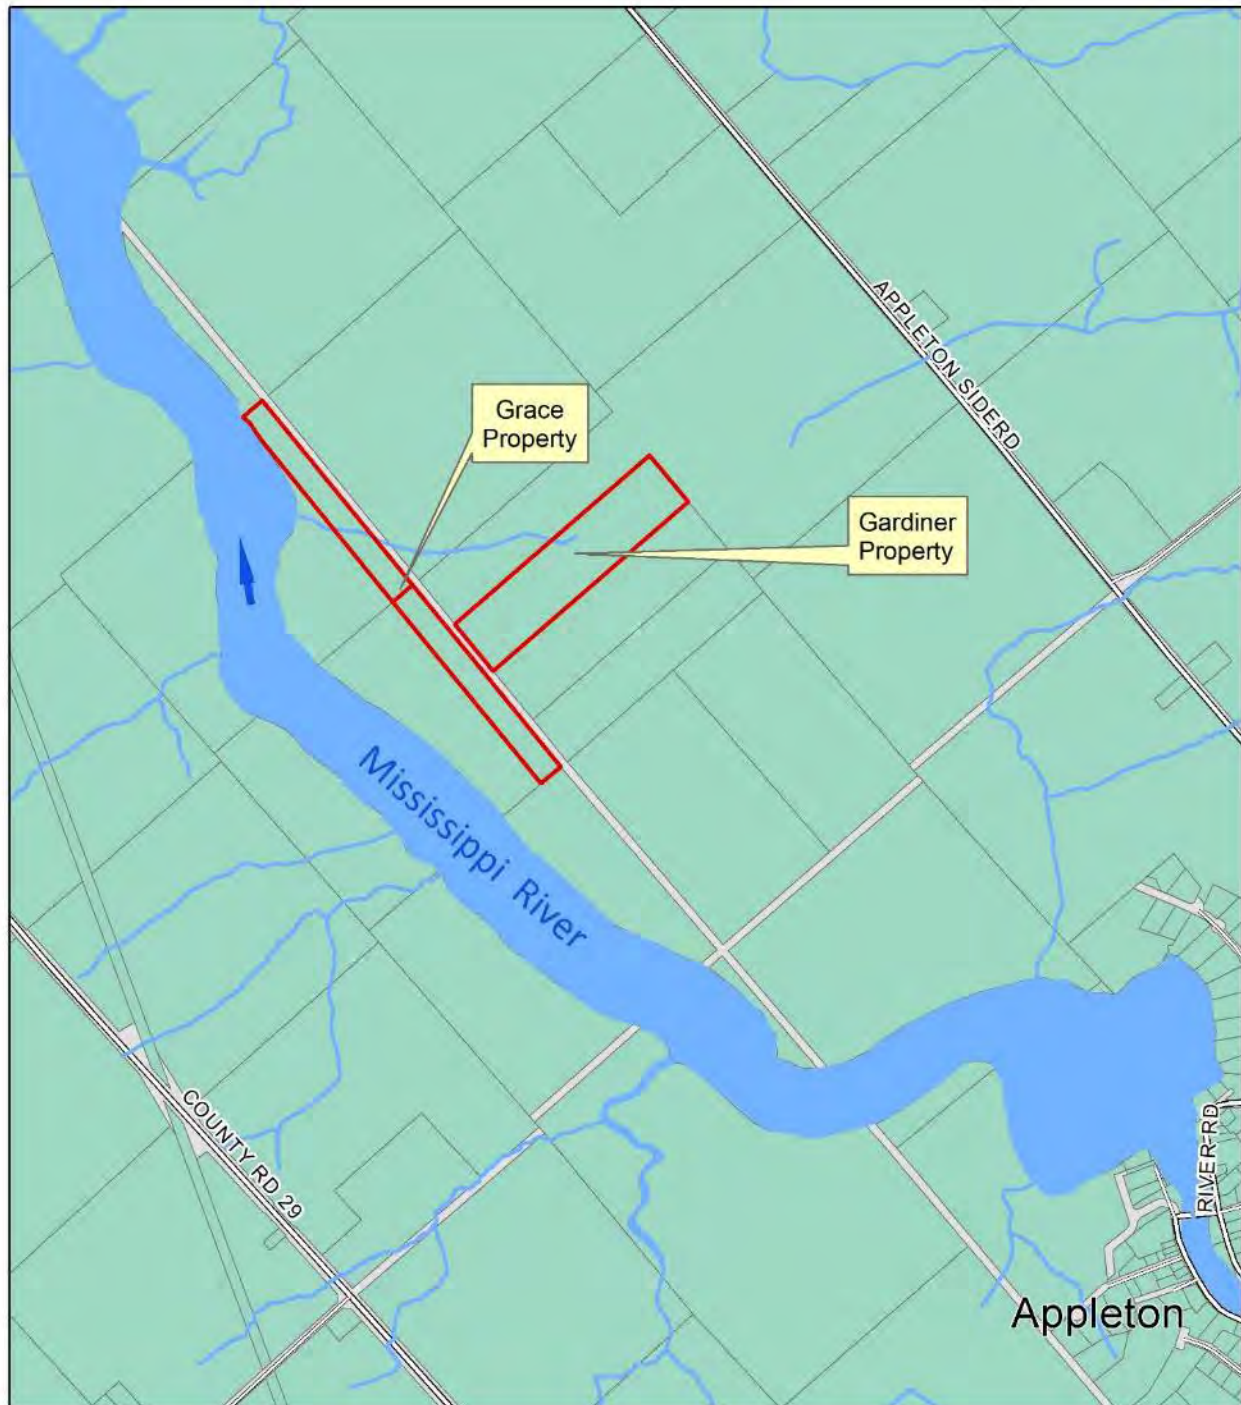 APPLETON SIDERD
Grace
Property
Gardiner
Property
Mississippi River
COUNTY RD 29
RIVER RD
Appleton